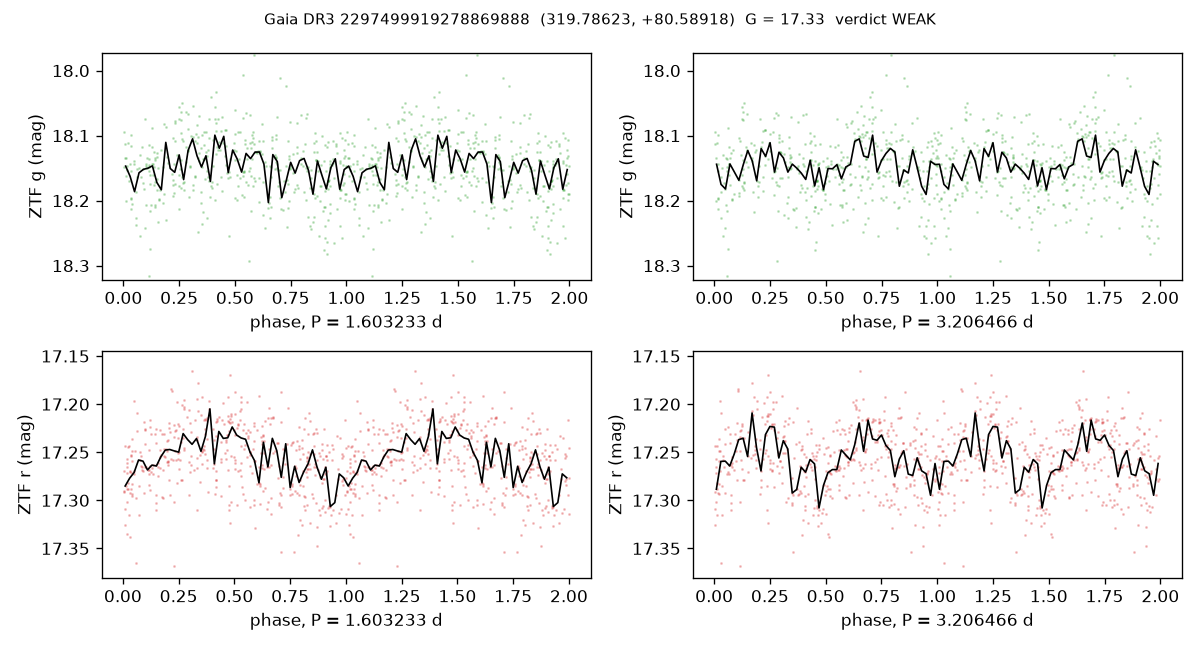 Gaia DR3 2297499919278869888  (319.78623, +80.58918)  G = 17.33  verdict WEAK
ZTF g (mag)
18.0
18.1
18.2
18.3
0.00 0.25 0.50 0.75 1.00 1.25 1.50 1.75 2.00
phase, P = 1.603233 d
ZTF g (mag)
18.0
18.1
18.2
18.3
0.00 0.25 0.50 0.75 1.00 1.25 1.50 1.75 2.00
phase, P = 3.206466 d
ZTF r (mag)
17.15
17.20
17.25
17.30
17.35
0.00 0.25 0.50 0.75 1.00 1.25 1.50 1.75 2.00
phase, P = 1.603233 d
ZTF r (mag)
17.15
17.20
17.25
17.30
17.35
0.00 0.25 0.50 0.75 1.00 1.25 1.50 1.75 2.00
phase, P = 3.206466 d